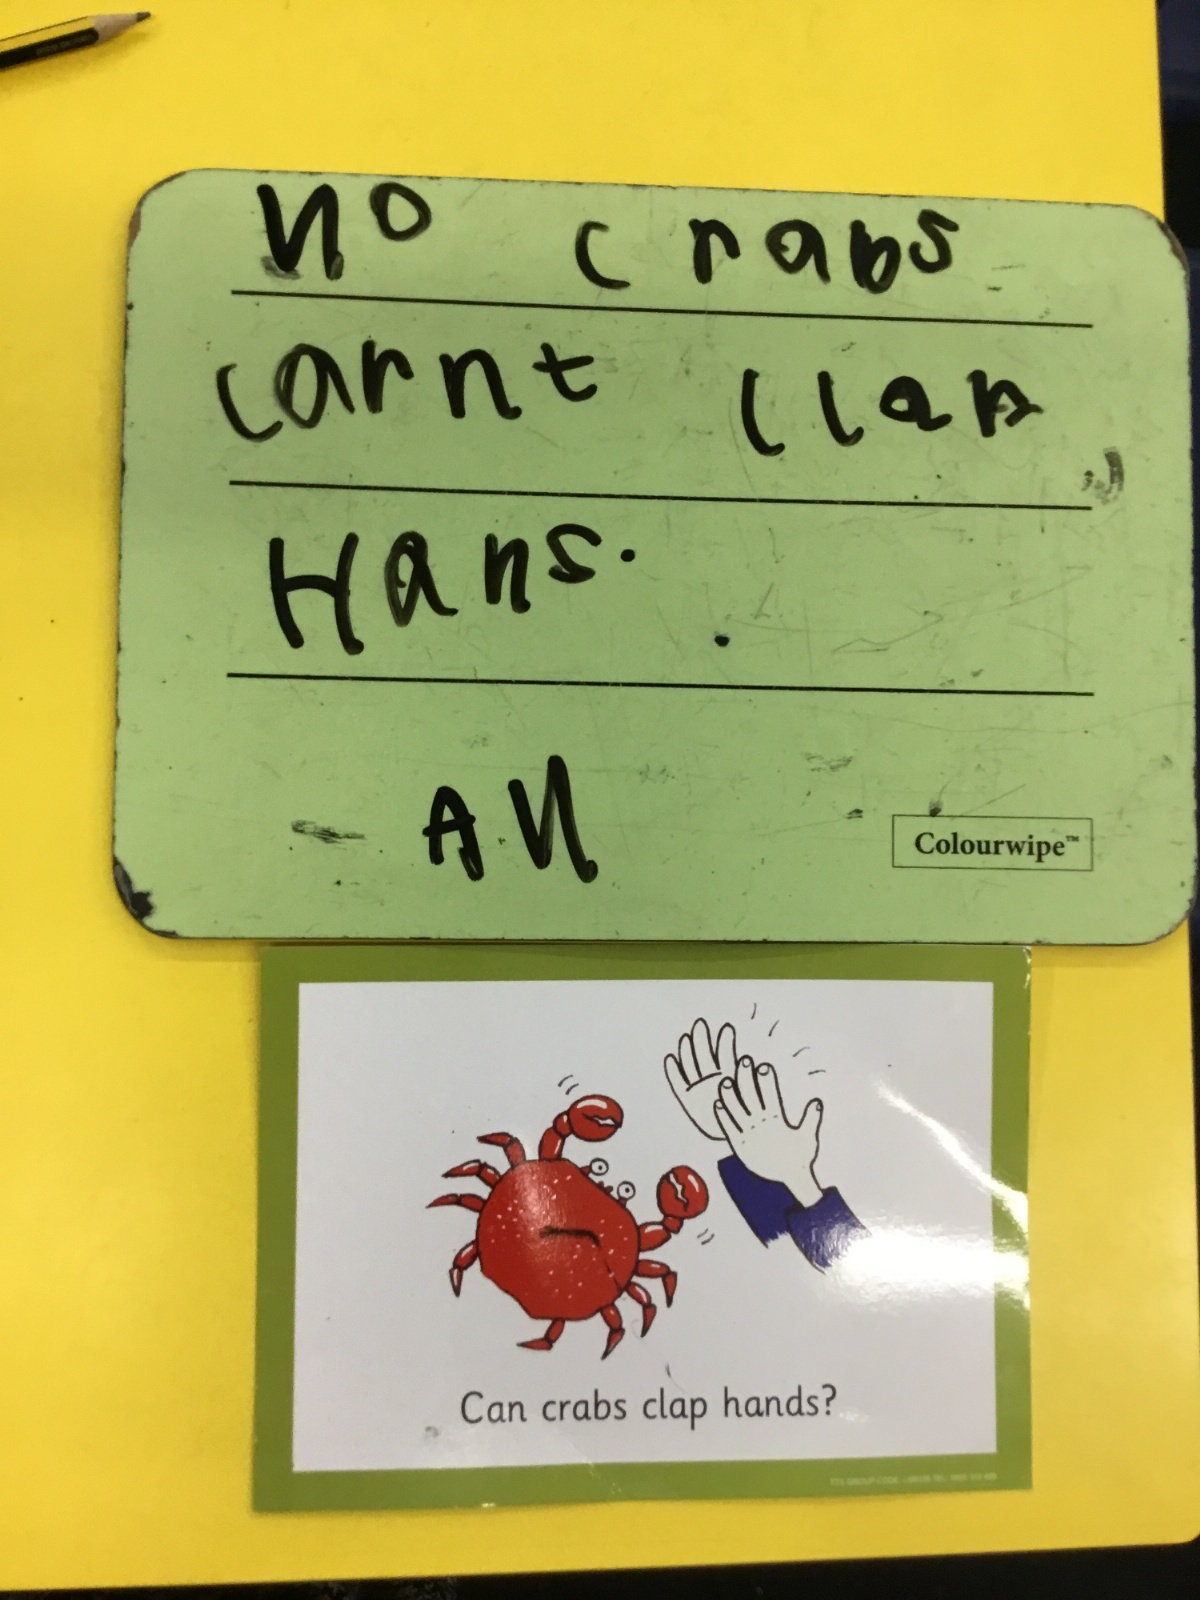 no crabs
carnt clap
Hans.
An
Colourwipe™
Can crabs clap hands?